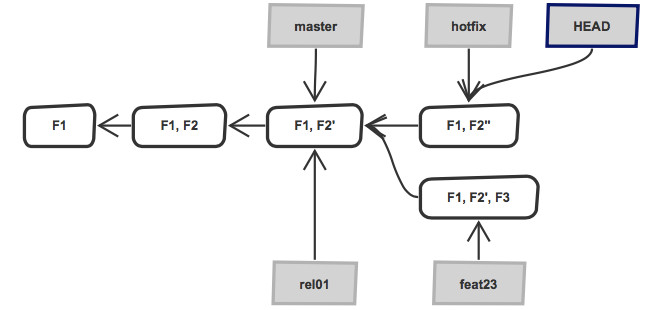 master
hotfix
HEAD
F1
F1, F2
F1, F2'
F1, F2''
F1, F2', F3
rel01
feat23